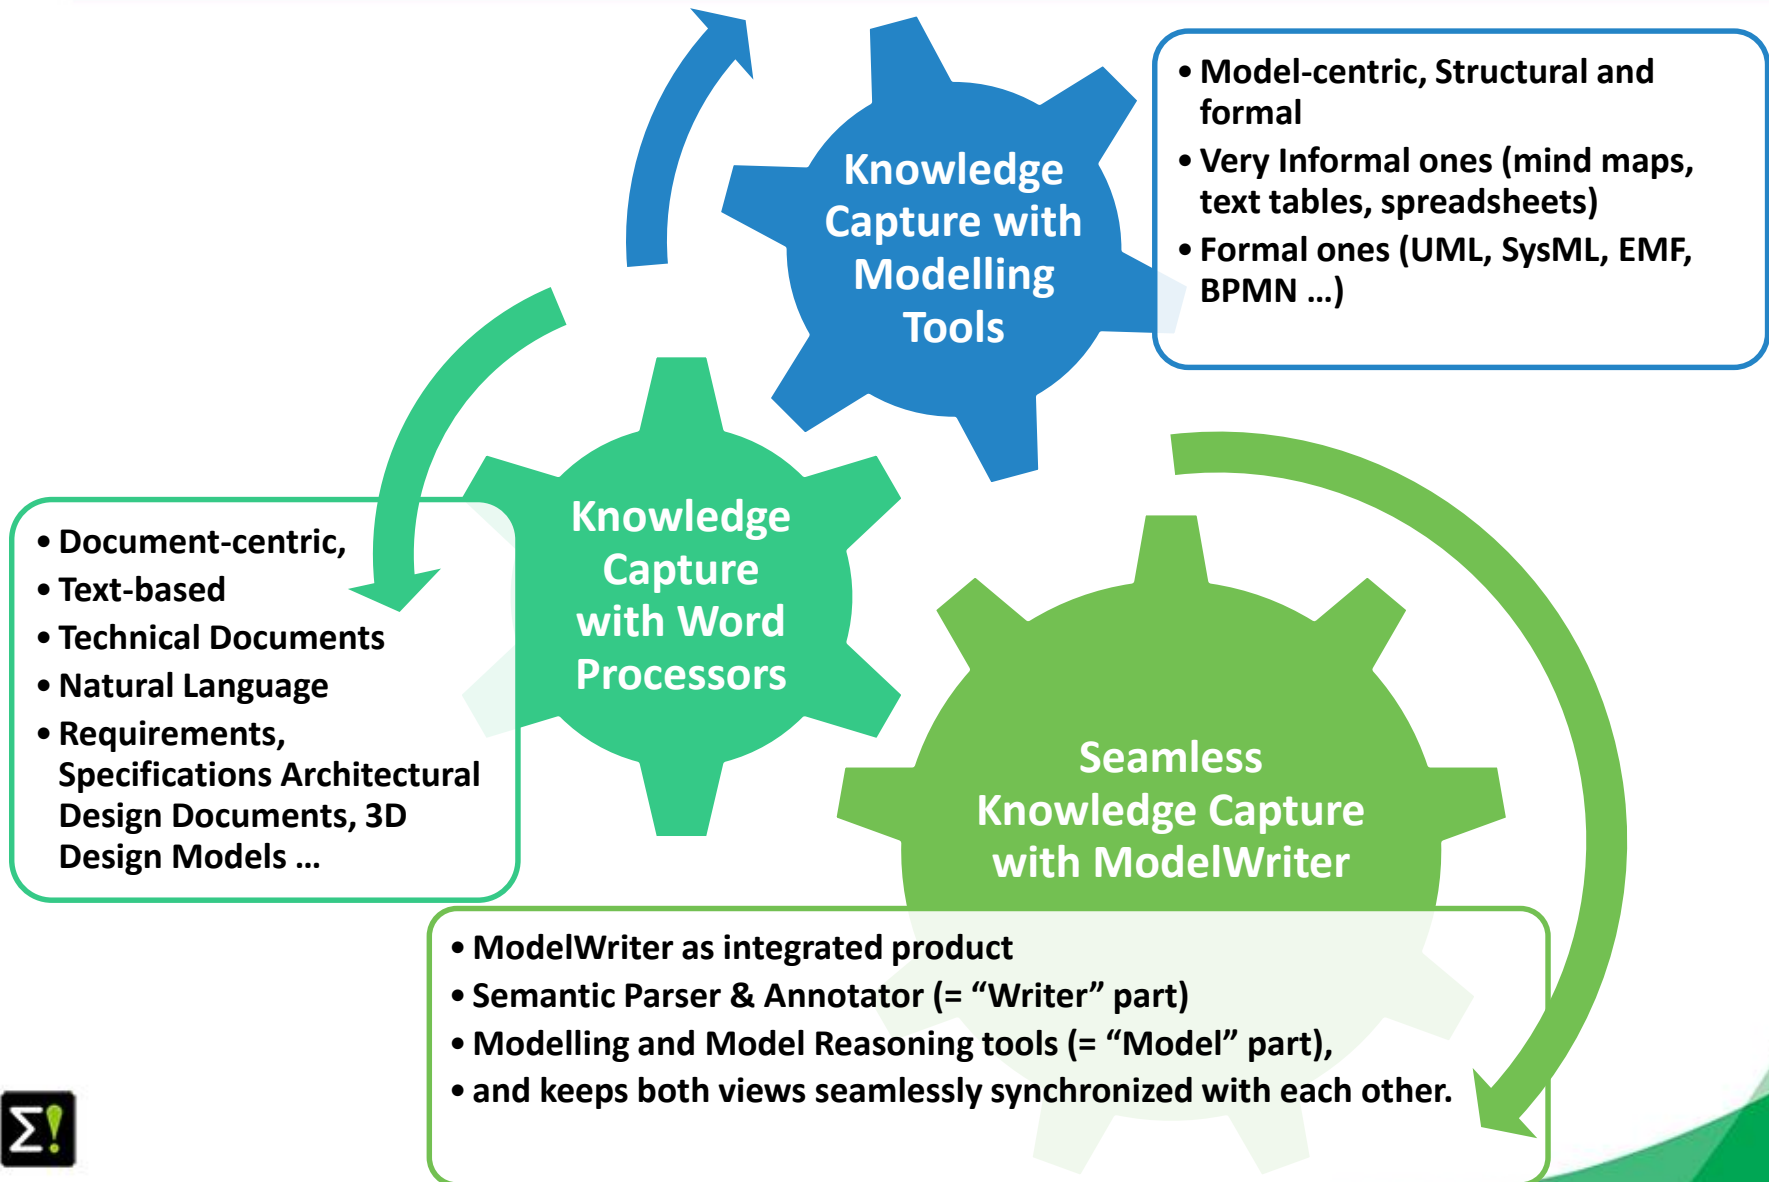 Knowledge
Capture with
Modelling
Tools
• Model-centric, Structural and
formal
• Very Informal ones (mind maps,
text tables, spreadsheets)
• Formal ones (UML, SysML, EMF,
BPMN ...)
Knowledge
Capture
with Word
Processors
• Document-centric,
• Text-based
• Technical Documents
• Natural Language
• Requirements,
Specifications Architectural
Design Documents, 3D
Design Models ...
Seamless
Knowledge Capture
with ModelWriter
• ModelWriter as integrated product
• Semantic Parser & Annotator (= “Writer” part)
• Modelling and Model Reasoning tools (= “Model” part),
• and keeps both views seamlessly synchronized with each other.
Σ!